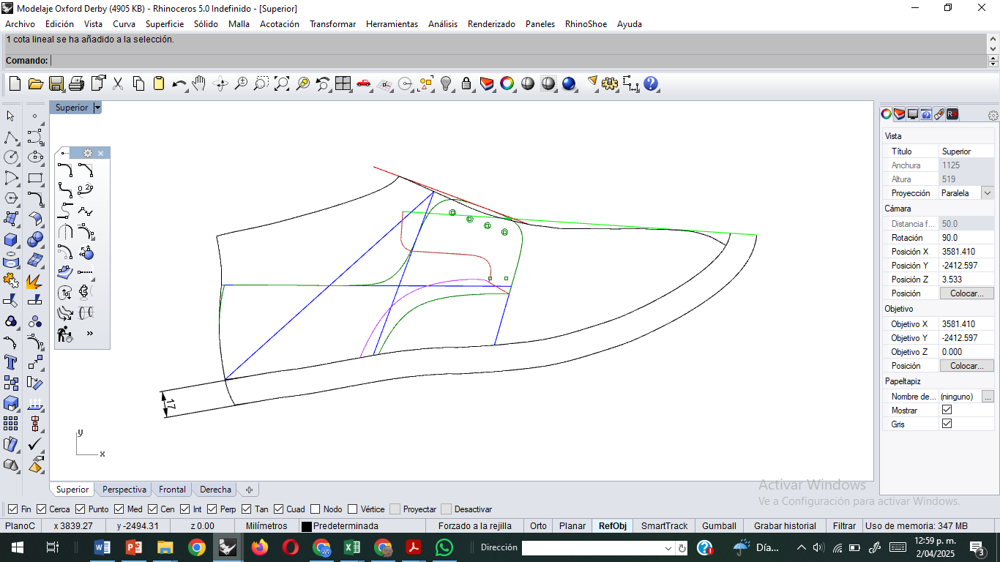 Modelaje Oxford Derby (4905 KB) - Rhinoceros 5.0 Indefinido - [Superior]
Archivo Edición Vista Curva Superficie Sólido Malla Acotación Transformar Herramientas Análisis Renderizado Paneles RhinoShoe Ayuda
1 cota lineal se ha añadido a la selección.
Comando:
Superior
Vista
Título Superior
Anchura 1125
Altura 519
Proyección Paralela
Cámara
Distancia f... 50.0
Rotación 90.0
Posición X 3581.410
Posición Y -2412.597
Posición Z 3.533
Posición Colocar...
Objetivo
Objetivo X 3581.410
Objetivo Y -2412.597
Objetivo Z 0.000
Posición Colocar...
Papeltapiz
Nombre de... (ninguno) ...
Mostrar
Gris
17
y
x
Superior Perspectiva Frontal Derecha
Activar Windows
Ve a Configuración para activar Windows.
Fin Cerca Punto Med Cen Int Perp Tan Cuad Nodo Vértice Proyectar Desactivar
PlanoC x 3839.27 y -2494.31 z 0.00 Milímetros Predeterminada Forzado a la rejilla Orto Planar RefObj SmartTrack Gumball Grabar historial Filtrar Uso de memoria: 347 MB
Dirección Día... 12:59 p. m.
2/04/2025 3